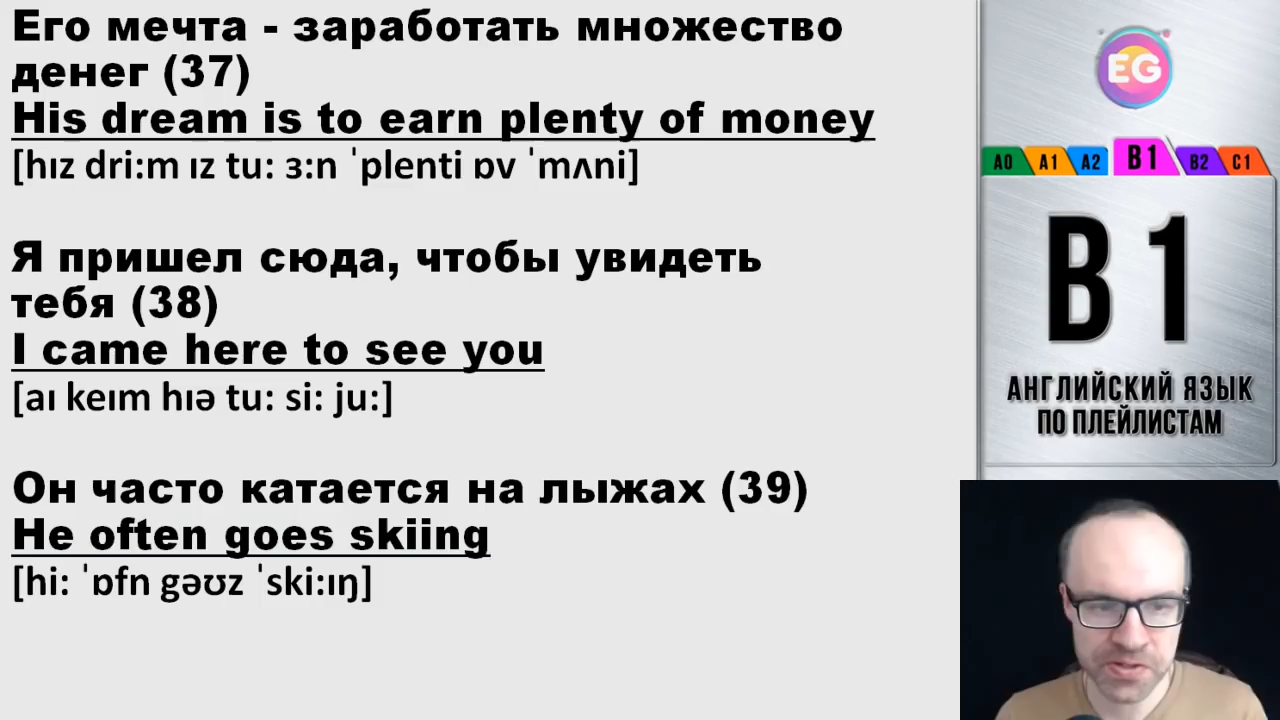 Его мечта - заработать множество
денег (37)
His dream is to earn plenty of money
[hɪz dri:m ɪz tu: ɜ:n ˈplenti ɒv ˈmʌni]
Я пришел сюда, чтобы увидеть
тебя (38)
I came here to see you
[aɪ keɪm hɪə tu: si: ju:]
Он часто катается на лыжах (39)
He often goes skiing
[hi: ˈɒfn gəʊz ˈski:ɪŋ]
EG
A0 A1 A2 B1 B2 C1
B1
АНГЛИЙСКИЙ ЯЗЫК
ПО ПЛЕЙЛИСТАМ